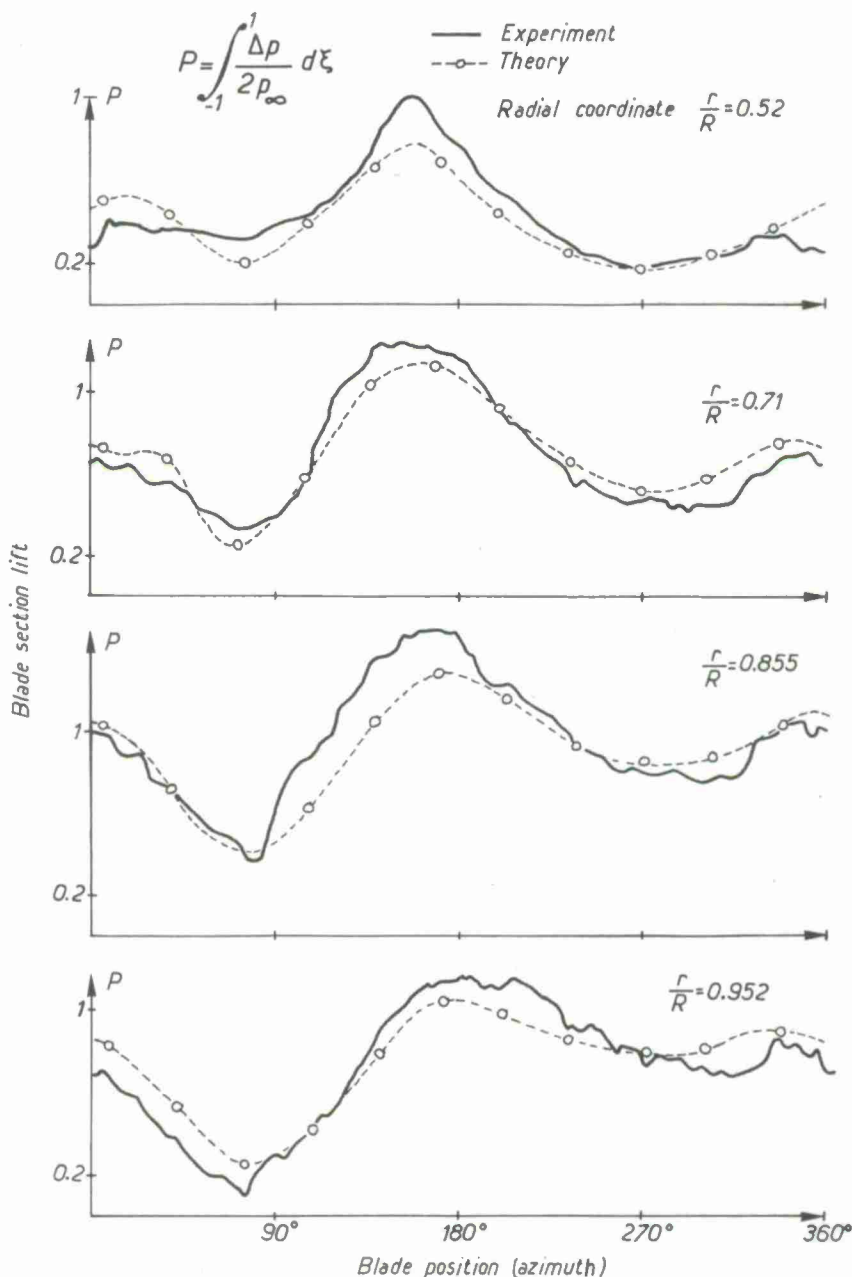 P = ∫_{-1}^{1} \frac{Δp}{2p_∞} dξ
Experiment
Theory
Radial coordinate r/R = 0.52
1 P
0.2
P
1
r/R = 0.71
0.2
P
r/R = 0.855
1
0.2
P
r/R = 0.952
1
0.2
90° 180° 270° 360°
Blade position (azimuth)
Blade section lift